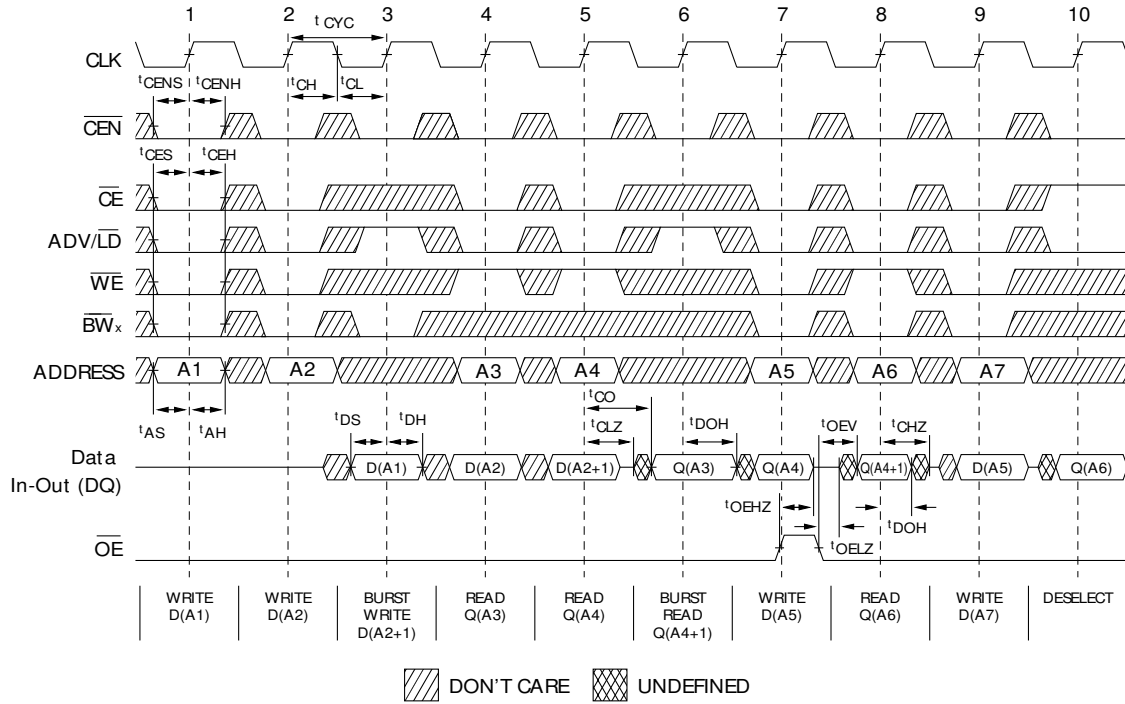 1 2 3 4 5 6 7 8 9 10
t CYC
CLK
tCENS tCENH tCH tCL
CEN
tCES tCEH
CE
ADV/LD
WE
BWx
ADDRESS A1 A2 A3 A4 A5 A6 A7
tAS tAH tDS tDH tCO tCLZ tDOH tOEV tCHZ
Data
In-Out (DQ)
D(A1) D(A2) D(A2+1) Q(A3) Q(A4) Q(A4+1) D(A5) Q(A6)
tOEHZ tDOH
tOELZ
OE
WRITE
D(A1)
WRITE
D(A2)
BURST
WRITE
D(A2+1)
READ
Q(A3)
READ
Q(A4)
BURST
READ
Q(A4+1)
WRITE
D(A5)
READ
Q(A6)
WRITE
D(A7)
DESELECT
DON'T CARE UNDEFINED